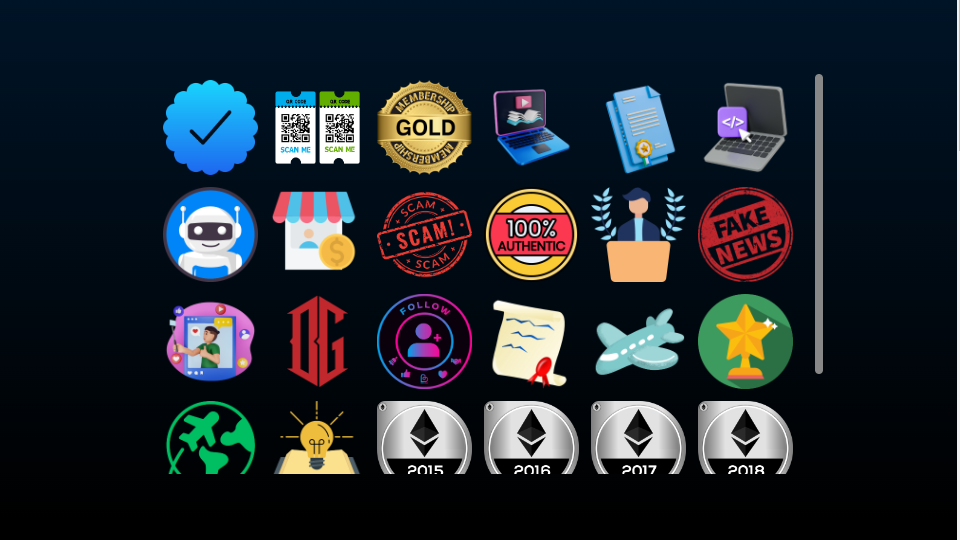 QR CODE
QR CODE
SCAN ME
SCAN ME
MEMBERSHIP
GOLD
MEMBERSHIP
</>
SCAM
SCAM!
SCAM
100%
AUTHENTIC
FAKE
NEWS
BG
FOLLOW
2015
2016
2017
2018